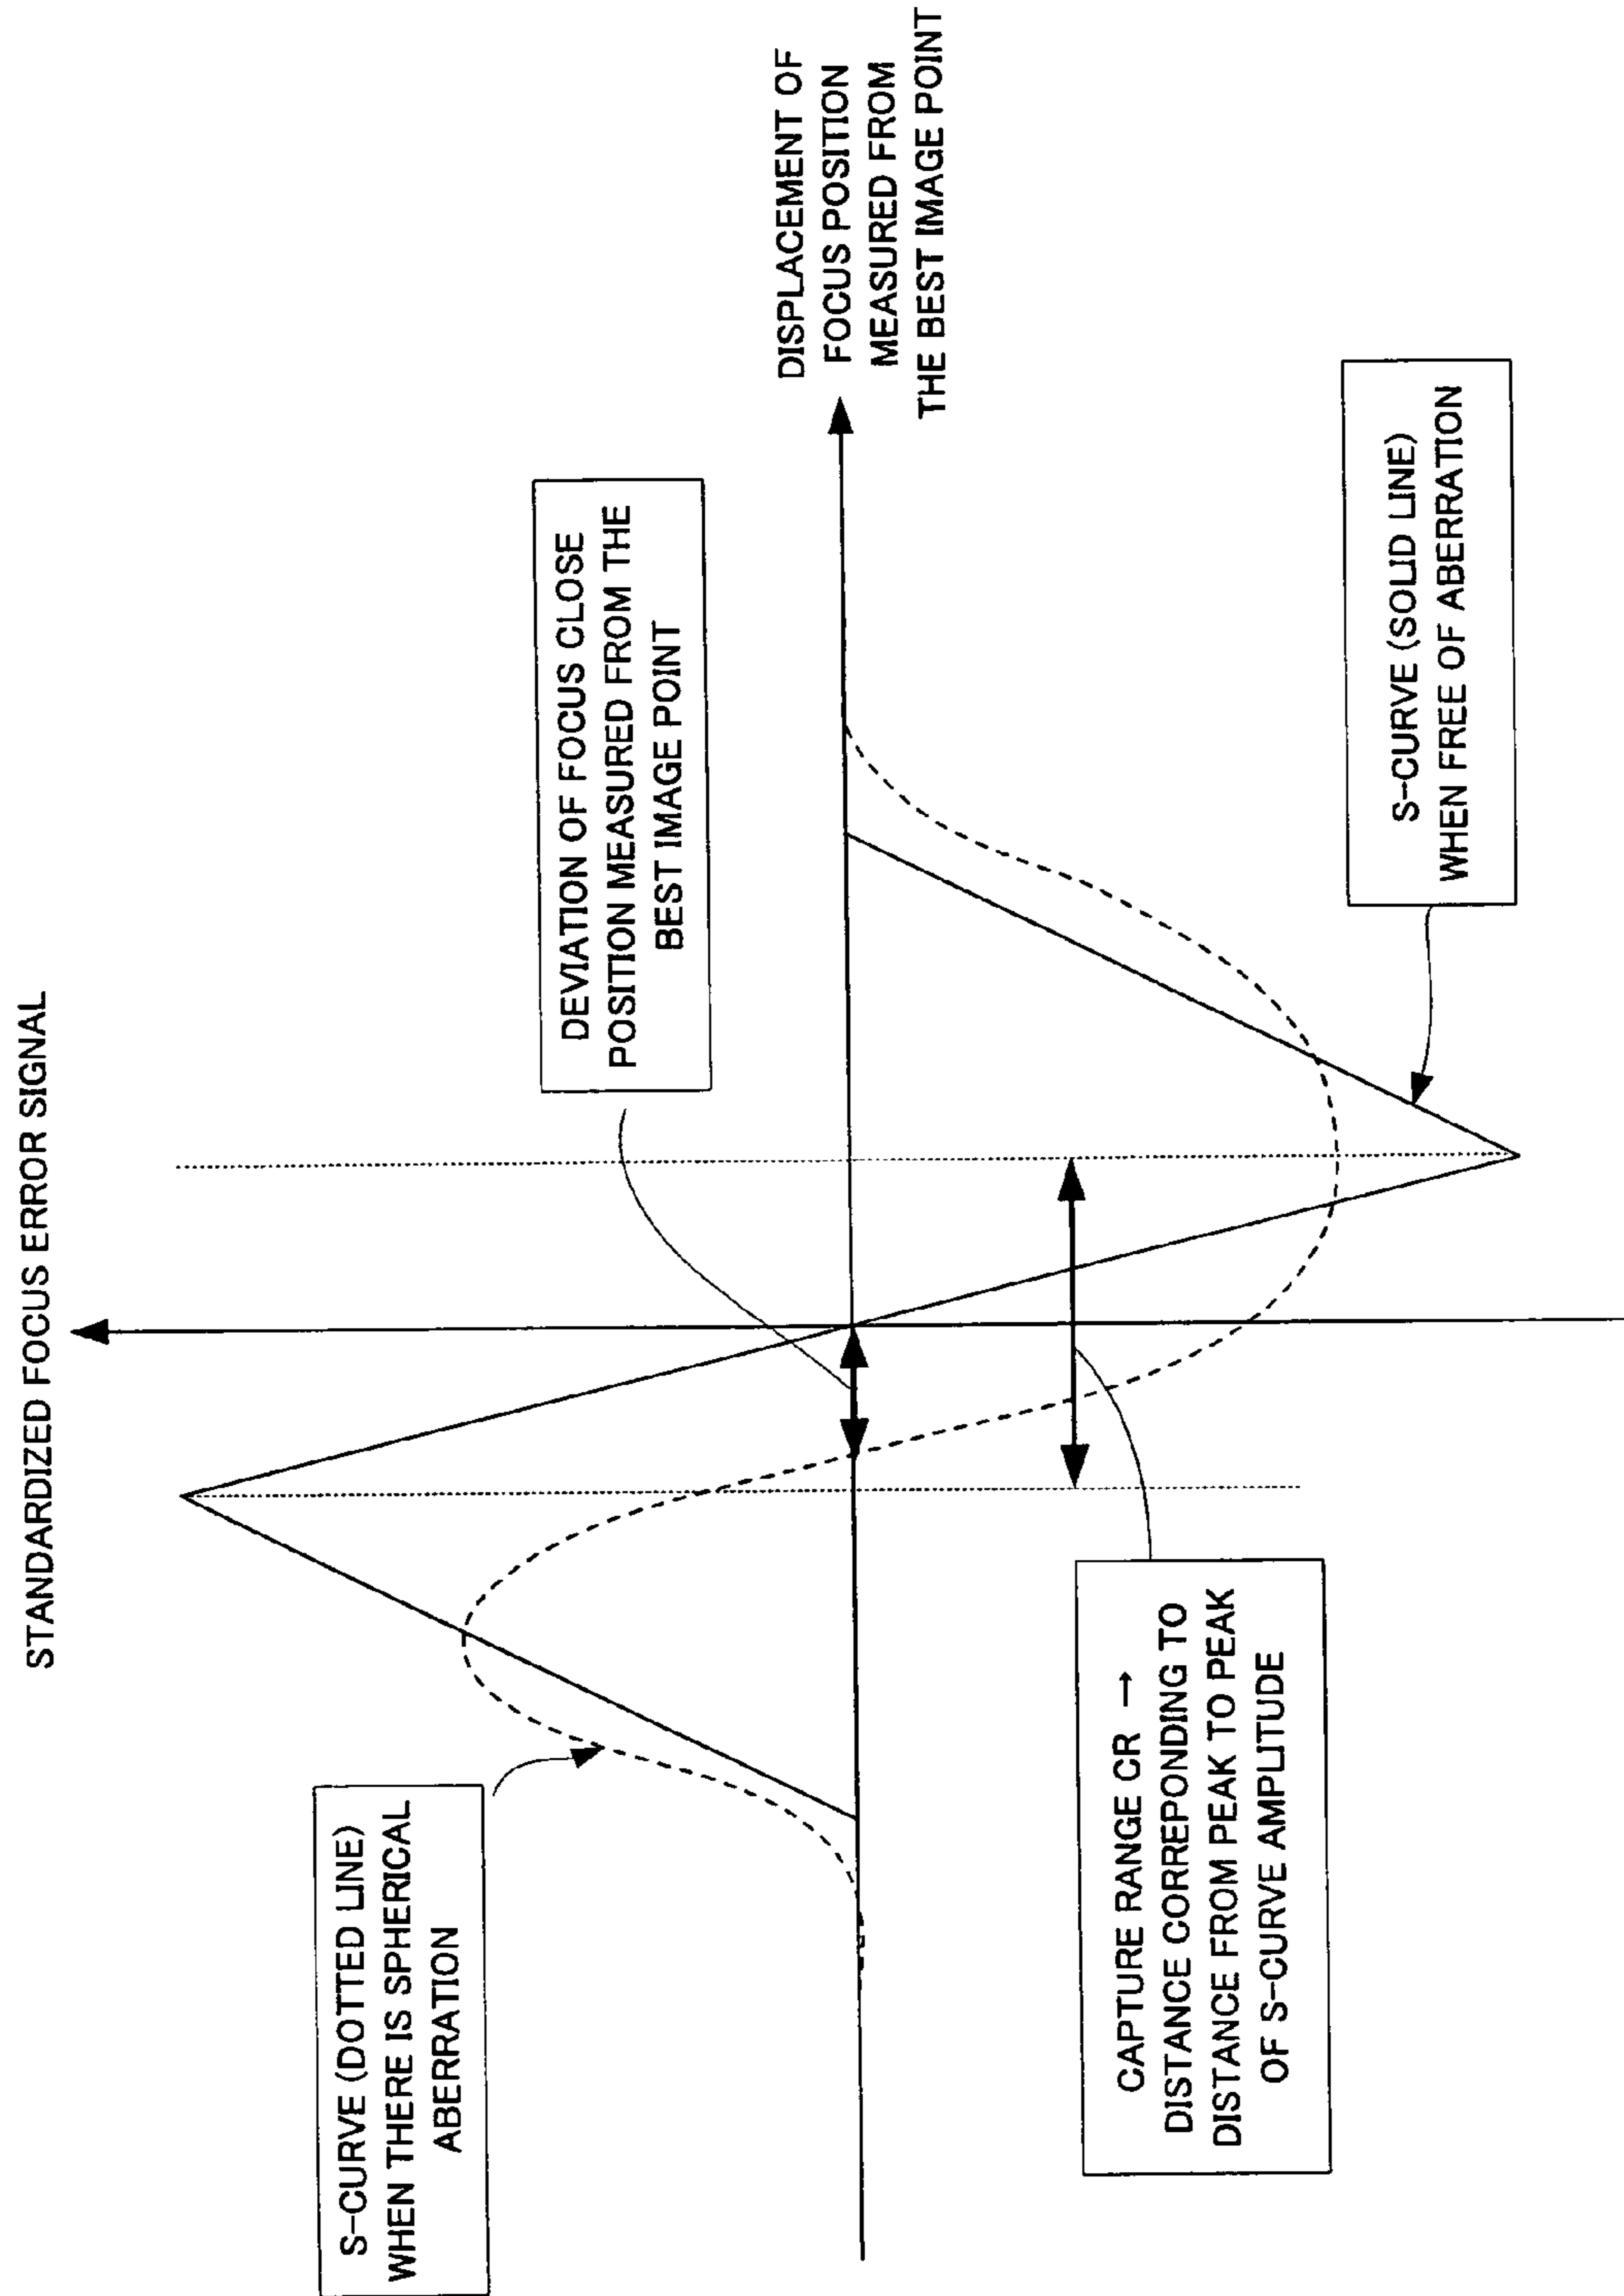 STANDARDIZED FOCUS ERROR SIGNAL
S-CURVE (DOTTED LINE)
WHEN THERE IS SPHERICAL
ABERRATION
DEVIATION OF FOCUS CLOSE
POSITION MEASURED FROM THE
BEST IMAGE POINT
DISPLACEMENT OF
FOCUS POSITION
MEASURED FROM
THE BEST IMAGE POINT
CAPTURE RANGE CR →
DISTANCE CORREPONDING TO
DISTANCE FROM PEAK TO PEAK
OF S-CURVE AMPLITUDE
S-CURVE (SOLID LINE)
WHEN FREE OF ABERRATION